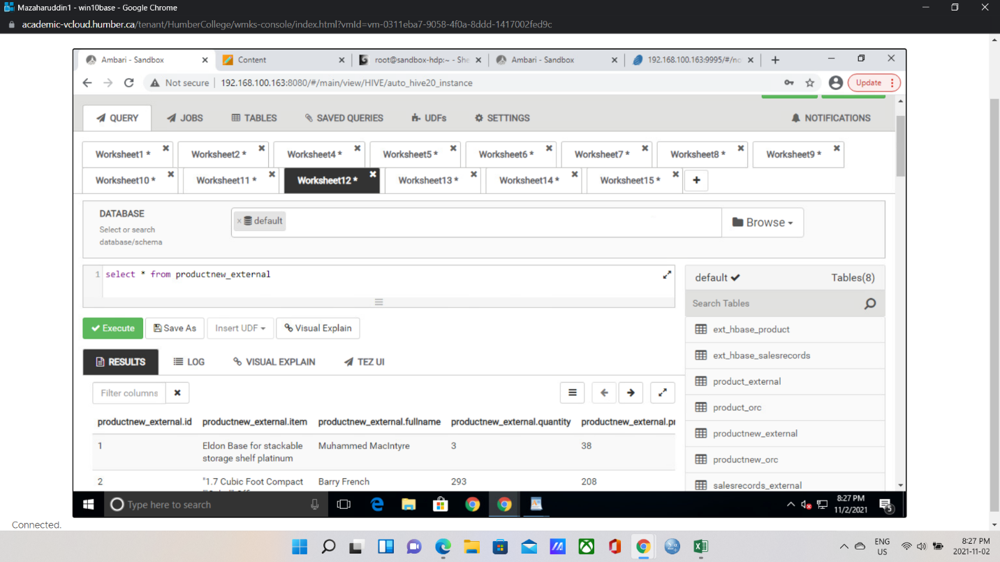 Mazaharuddin1 - win10base - Google Chrome
academic-vcloud.humber.ca/tenant/HumberCollege/wmks-console/index.html?vmId=vm-0311eba7-9058-4f0a-8ddd-1417002fed9c
Ambari - Sandbox
Content
root@sandbox-hdp:~ - She
Ambari - Sandbox
192.168.100.163:9995/#/no
Not secure
192.168.100.163:8080/#/main/view/HIVE/auto_hive20_instance
Update
QUERY
JOBS
TABLES
SAVED QUERIES
UDFs
SETTINGS
NOTIFICATIONS
Worksheet1 *
Worksheet2 *
Worksheet4 *
Worksheet5 *
Worksheet6 *
Worksheet7 *
Worksheet8 *
Worksheet9 *
Worksheet10 *
Worksheet11 *
Worksheet12 *
Worksheet13 *
Worksheet14 *
Worksheet15 *
+
DATABASE
Select or search
database/schema
× default
Browse
1 select * from productnew_external
default
Tables(8)
Search Tables
ext_hbase_product
ext_hbase_salesrecords
product_external
product_orc
productnew_external
productnew_orc
salesrecords_external
Execute
Save As
Insert UDF
Visual Explain
RESULTS
LOG
VISUAL EXPLAIN
TEZ UI
Filter columns
productnew_external.id productnew_external.item productnew_external.fullname productnew_external.quantity productnew_external.pr
1 Eldon Base for stackable Muhammed MacIntyre 3 38
storage shelf platinum
2 "1.7 Cubic Foot Compact Barry French 293 208
Type here to search
8:27 PM
11/2/2021
5
Connected.
ENG
US
8:27 PM
2021-11-02